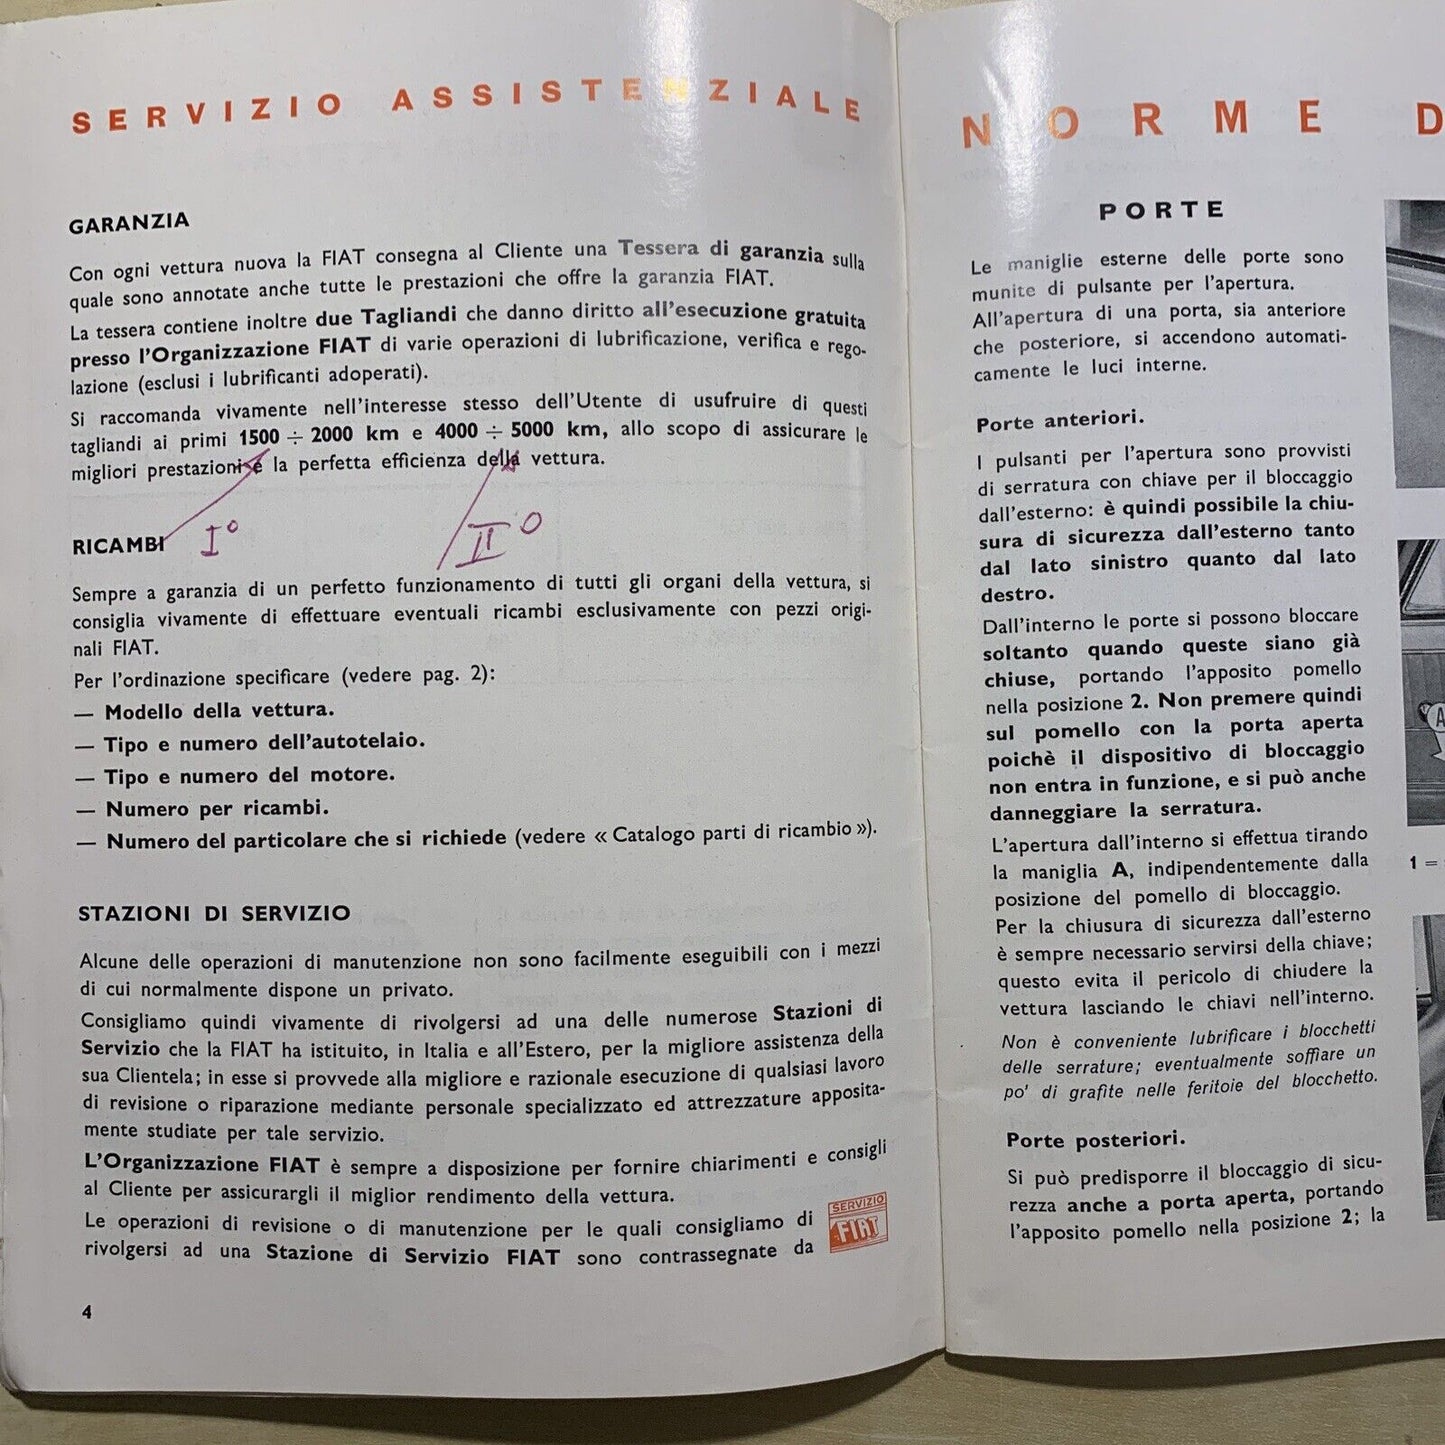 SERVIZIO ASSISTENZIALE
GARANZIA
Con ogni vettura nuova la FIAT consegna al Cliente una Tessera di garanzia sulla
quale sono annotate anche tutte le prestazioni che offre la garanzia FIAT.
La tessera contiene inoltre due Tagliandi che danno diritto all'esecuzione gratuita
presso l'Organizzazione FIAT di varie operazioni di lubrificazione, verifica e rego-
lazione (esclusi i lubrificanti adoperati).
Si raccomanda vivamente nell'interesse stesso dell'Utente di usufruire di questi
tagliandi ai primi 1500 ÷ 2000 km e 4000 ÷ 5000 km, allo scopo di assicurare le
migliori prestazioni e la perfetta efficienza della vettura.
I° II°
RICAMBI
Sempre a garanzia di un perfetto funzionamento di tutti gli organi della vettura, si
consiglia vivamente di effettuare eventuali ricambi esclusivamente con pezzi origi-
nali FIAT.
Per l'ordinazione specificare (vedere pag. 2):
— Modello della vettura.
— Tipo e numero dell'autotelaio.
— Tipo e numero del motore.
— Numero per ricambi.
— Numero del particolare che si richiede (vedere « Catalogo parti di ricambio »).
STAZIONI DI SERVIZIO
Alcune delle operazioni di manutenzione non sono facilmente eseguibili con i mezzi
di cui normalmente dispone un privato.
Consigliamo quindi vivamente di rivolgersi ad una delle numerose Stazioni di
Servizio che la FIAT ha istituito, in Italia e all'Estero, per la migliore assistenza della
sua Clientela; in esse si provvede alla migliore e razionale esecuzione di qualsiasi lavoro
di revisione o riparazione mediante personale specializzato ed attrezzature apposita-
mente studiate per tale servizio.
L'Organizzazione FIAT è sempre a disposizione per fornire chiarimenti e consigli
al Cliente per assicurargli il miglior rendimento della vettura.
Le operazioni di revisione o di manutenzione per le quali consigliamo di
rivolgersi ad una Stazione di Servizio FIAT sono contrassegnate da
SERVIZIO
FIAT
4
NORME D
PORTE
Le maniglie esterne delle porte sono
munite di pulsante per l'apertura.
All'apertura di una porta, sia anteriore
che posteriore, si accendono automati-
camente le luci interne.
Porte anteriori.
I pulsanti per l'apertura sono provvisti
di serratura con chiave per il bloccaggio
dall'esterno: è quindi possibile la chiu-
sura di sicurezza dall'esterno tanto
dal lato sinistro quanto dal lato
destro.
Dall'interno le porte si possono bloccare
soltanto quando queste siano già
chiuse, portando l'apposito pomello
nella posizione 2. Non premere quindi
sul pomello con la porta aperta
poichè il dispositivo di bloccaggio
non entra in funzione, e si può anche
danneggiare la serratura.
L'apertura dall'interno si effettua tirando
la maniglia A, indipendentemente dalla
posizione del pomello di bloccaggio.
Per la chiusura di sicurezza dall'esterno
è sempre necessario servirsi della chiave;
questo evita il pericolo di chiudere la
vettura lasciando le chiavi nell'interno.
Non è conveniente lubrificare i blocchetti
delle serrature; eventualmente soffiare un
po' di grafite nelle feritoie del blocchetto.
Porte posteriori.
Si può predisporre il bloccaggio di sicu-
rezza anche a porta aperta, portando
l'apposito pomello nella posizione 2; la
A
1 =